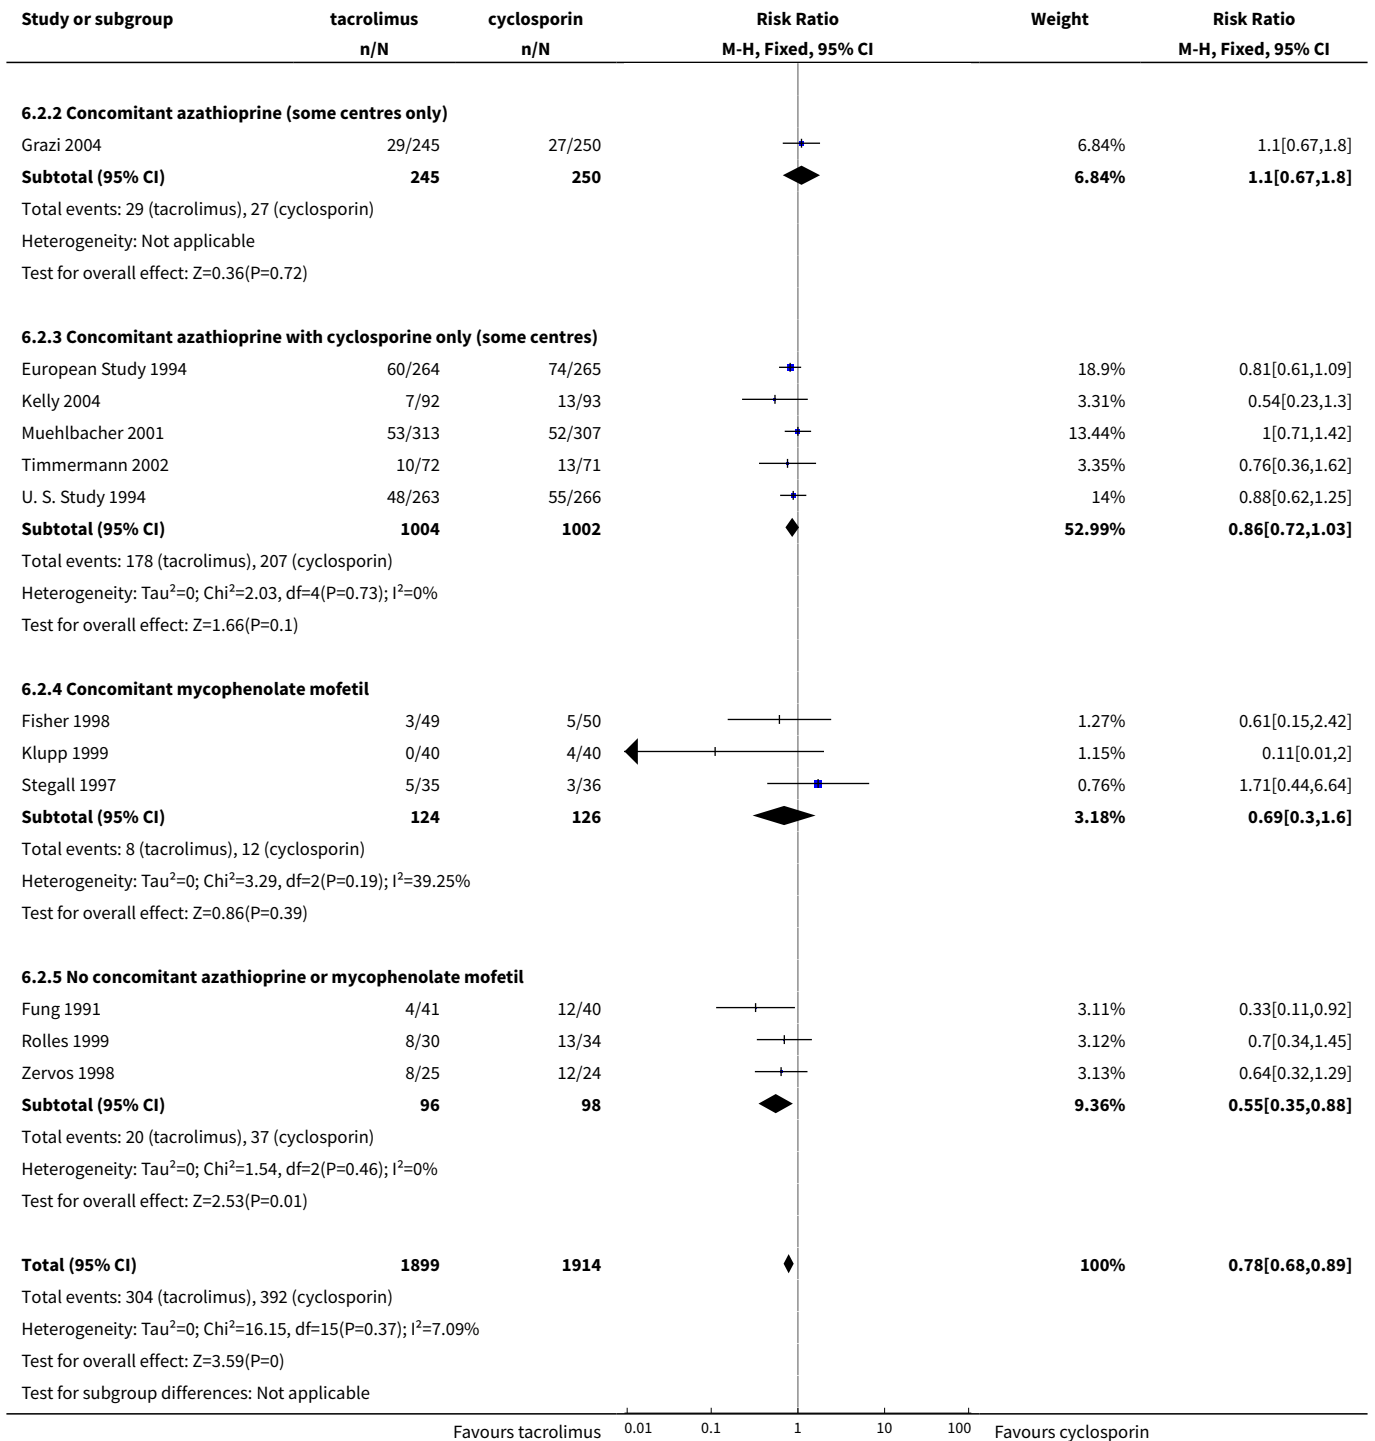 Study or subgroup tacrolimus cyclosporin Risk Ratio Weight Risk Ratio
n/N n/N M-H, Fixed, 95% CI M-H, Fixed, 95% CI
6.2.2 Concomitant azathioprine (some centres only)
Grazi 2004 29/245 27/250 6.84% 1.1[0.67,1.8]
Subtotal (95% CI) 245 250 6.84% 1.1[0.67,1.8]
Total events: 29 (tacrolimus), 27 (cyclosporin)
Heterogeneity: Not applicable
Test for overall effect: Z=0.36(P=0.72)
6.2.3 Concomitant azathioprine with cyclosporine only (some centres)
European Study 1994 60/264 74/265 18.9% 0.81[0.61,1.09]
Kelly 2004 7/92 13/93 3.31% 0.54[0.23,1.3]
Muehlbacher 2001 53/313 52/307 13.44% 1[0.71,1.42]
Timmermann 2002 10/72 13/71 3.35% 0.76[0.36,1.62]
U. S. Study 1994 48/263 55/266 14% 0.88[0.62,1.25]
Subtotal (95% CI) 1004 1002 52.99% 0.86[0.72,1.03]
Total events: 178 (tacrolimus), 207 (cyclosporin)
Heterogeneity: Tau²=0; Chi²=2.03, df=4(P=0.73); I²=0%
Test for overall effect: Z=1.66(P=0.1)
6.2.4 Concomitant mycophenolate mofetil
Fisher 1998 3/49 5/50 1.27% 0.61[0.15,2.42]
Klupp 1999 0/40 4/40 1.15% 0.11[0.01,2]
Stegall 1997 5/35 3/36 0.76% 1.71[0.44,6.64]
Subtotal (95% CI) 124 126 3.18% 0.69[0.3,1.6]
Total events: 8 (tacrolimus), 12 (cyclosporin)
Heterogeneity: Tau²=0; Chi²=3.29, df=2(P=0.19); I²=39.25%
Test for overall effect: Z=0.86(P=0.39)
6.2.5 No concomitant azathioprine or mycophenolate mofetil
Fung 1991 4/41 12/40 3.11% 0.33[0.11,0.92]
Rolles 1999 8/30 13/34 3.12% 0.7[0.34,1.45]
Zervos 1998 8/25 12/24 3.13% 0.64[0.32,1.29]
Subtotal (95% CI) 96 98 9.36% 0.55[0.35,0.88]
Total events: 20 (tacrolimus), 37 (cyclosporin)
Heterogeneity: Tau²=0; Chi²=1.54, df=2(P=0.46); I²=0%
Test for overall effect: Z=2.53(P=0.01)
Total (95% CI) 1899 1914 100% 0.78[0.68,0.89]
Total events: 304 (tacrolimus), 392 (cyclosporin)
Heterogeneity: Tau²=0; Chi²=16.15, df=15(P=0.37); I²=7.09%
Test for overall effect: Z=3.59(P=0)
Test for subgroup differences: Not applicable
Favours tacrolimus 0.01 0.1 1 10 100 Favours cyclosporin